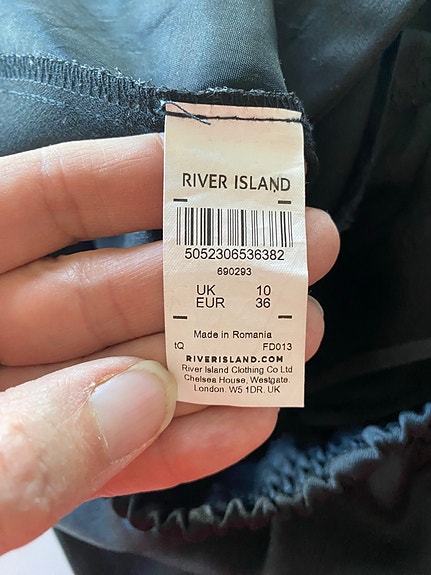 RIVER ISLAND
5052306536382
690293
UK 10
EUR 36
Made in Romania
tQ FD013
RIVERISLAND.COM
River Island Clothing Co Ltd
Chelsea House, Westgate.
London. W5 1DR. UK